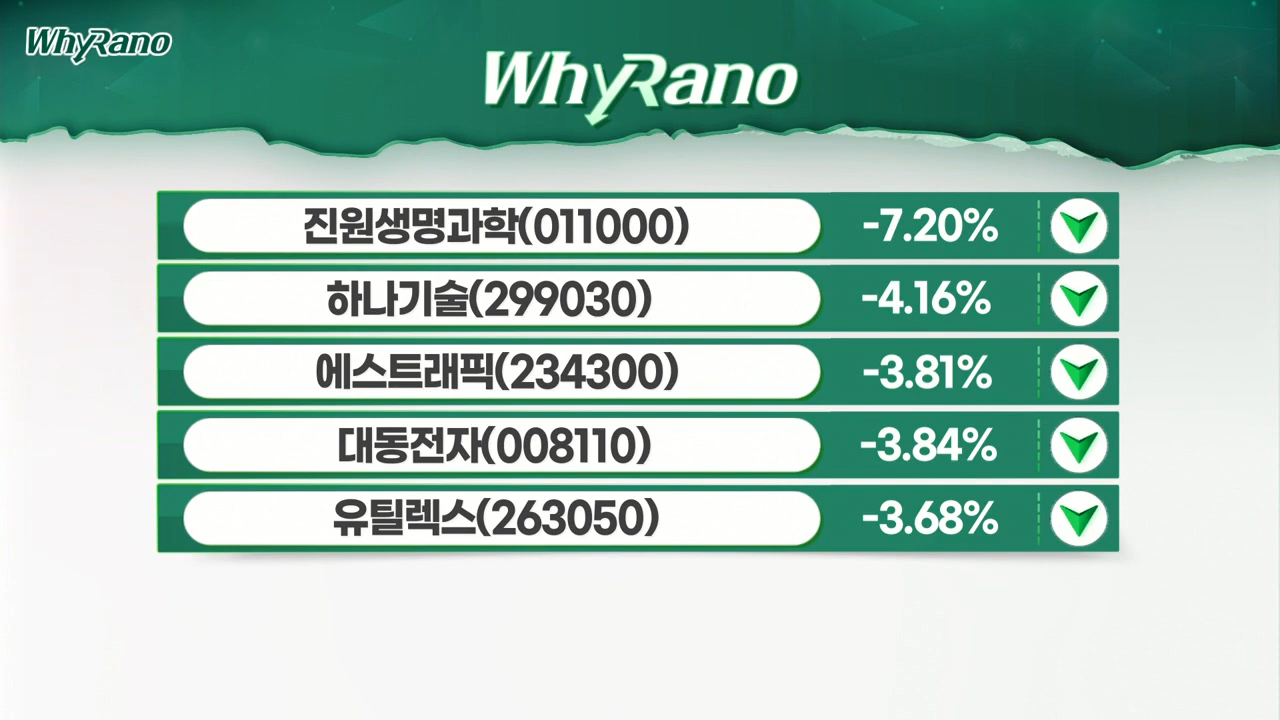 WhyRano
WhyRano
진원생명과학(011000) -7.20%
하나기술(299030) -4.16%
에스트래픽(234300) -3.81%
대동전자(008110) -3.84%
유틸렉스(263050) -3.68%